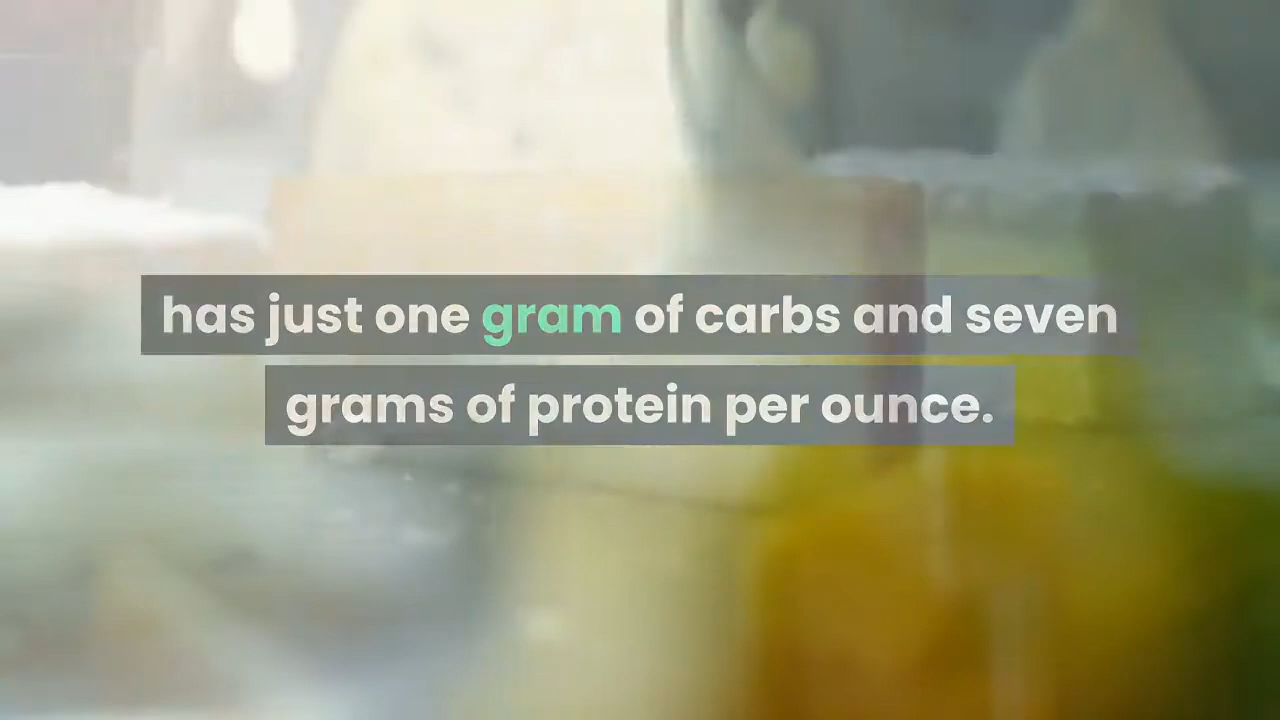 has just one gram of carbs and seven
grams of protein per ounce.